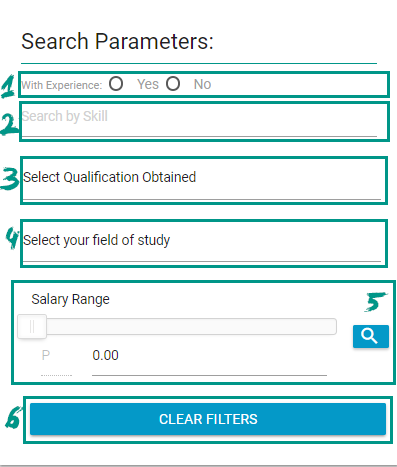 Search Parameters:
1 With Experience: Yes No
2 Search by Skill
3 Select Qualification Obtained
4 Select your field of study
Salary Range 5
P 0.00
6 CLEAR FILTERS